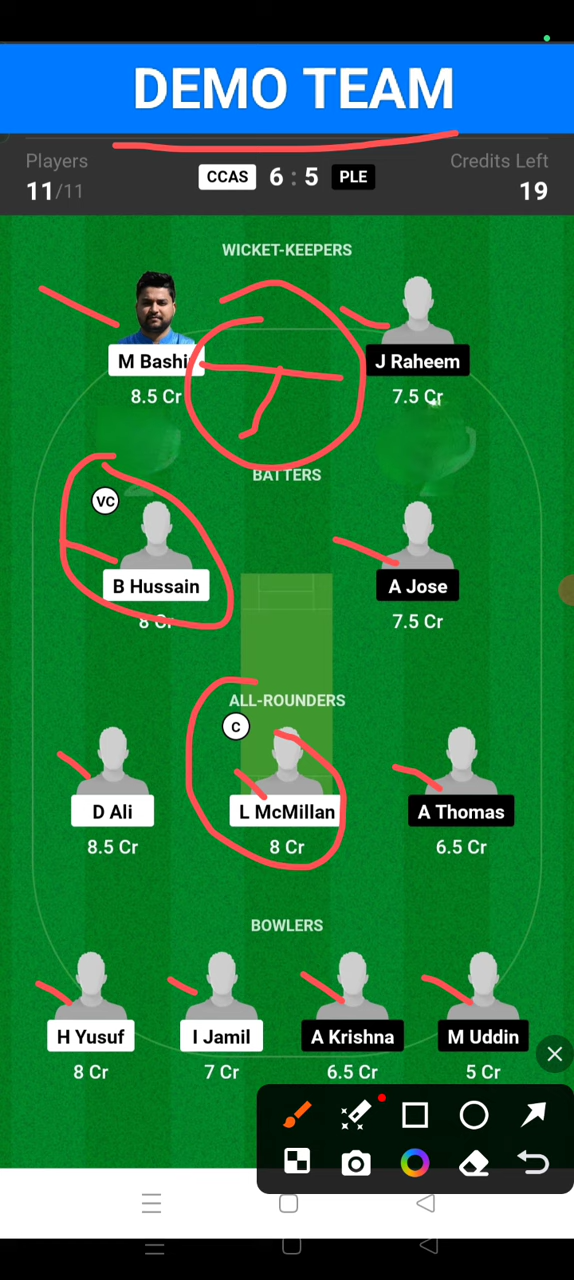 DEMO TEAM
Players
11/11
CCAS 6 : 5 PLE
Credits Left
19
WICKET-KEEPERS
M Bashir J Raheem
8.5 Cr 7.5 Cr
BATTERS
VC
B Hussain A Jose
8 Cr 7.5 Cr
ALL-ROUNDERS
C
D Ali L McMillan A Thomas
8.5 Cr 8 Cr 6.5 Cr
BOWLERS
H Yusuf I Jamil A Krishna M Uddin
8 Cr 7 Cr 6.5 Cr 5 Cr